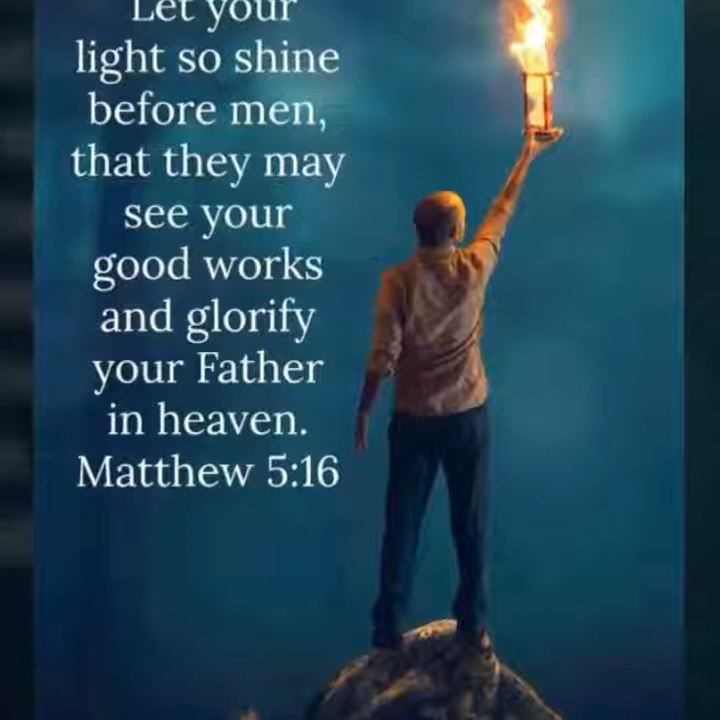 Let your
light so shine
before men,
that they may
see your
good works
and glorify
your Father
in heaven.
Matthew 5:16